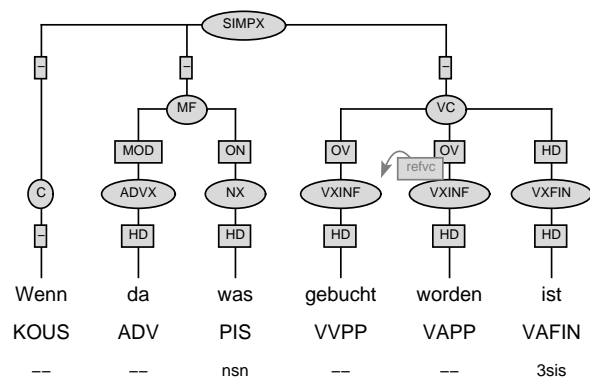 SIMPX
– – –
MF VC
MOD ON OV OV HD
refvc
C ADVX NX VXINF VXINF VXFIN
– HD HD HD HD HD
Wenn da was gebucht worden ist
KOUS ADV PIS VVPP VAPP VAFIN
–– –– nsn –– –– 3sis